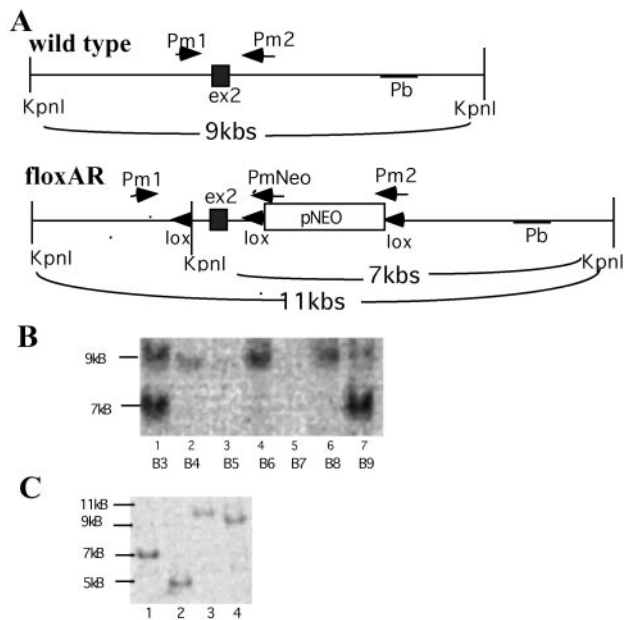 A
wild type
Pm1 Pm2
KpnI ex2 Pb KpnI
9kbs
floxAR
Pm1 ex2 PmNeo Pm2
pNEO
lox lox lox Pb
KpnI KpnI KpnI
7kbs
11kbs
B
9kB
7kB
1 2 3 4 5 6 7
B3 B4 B5 B6 B7 B8 B9
C
11kB
9kB
7kB
5kB
1 2 3 4